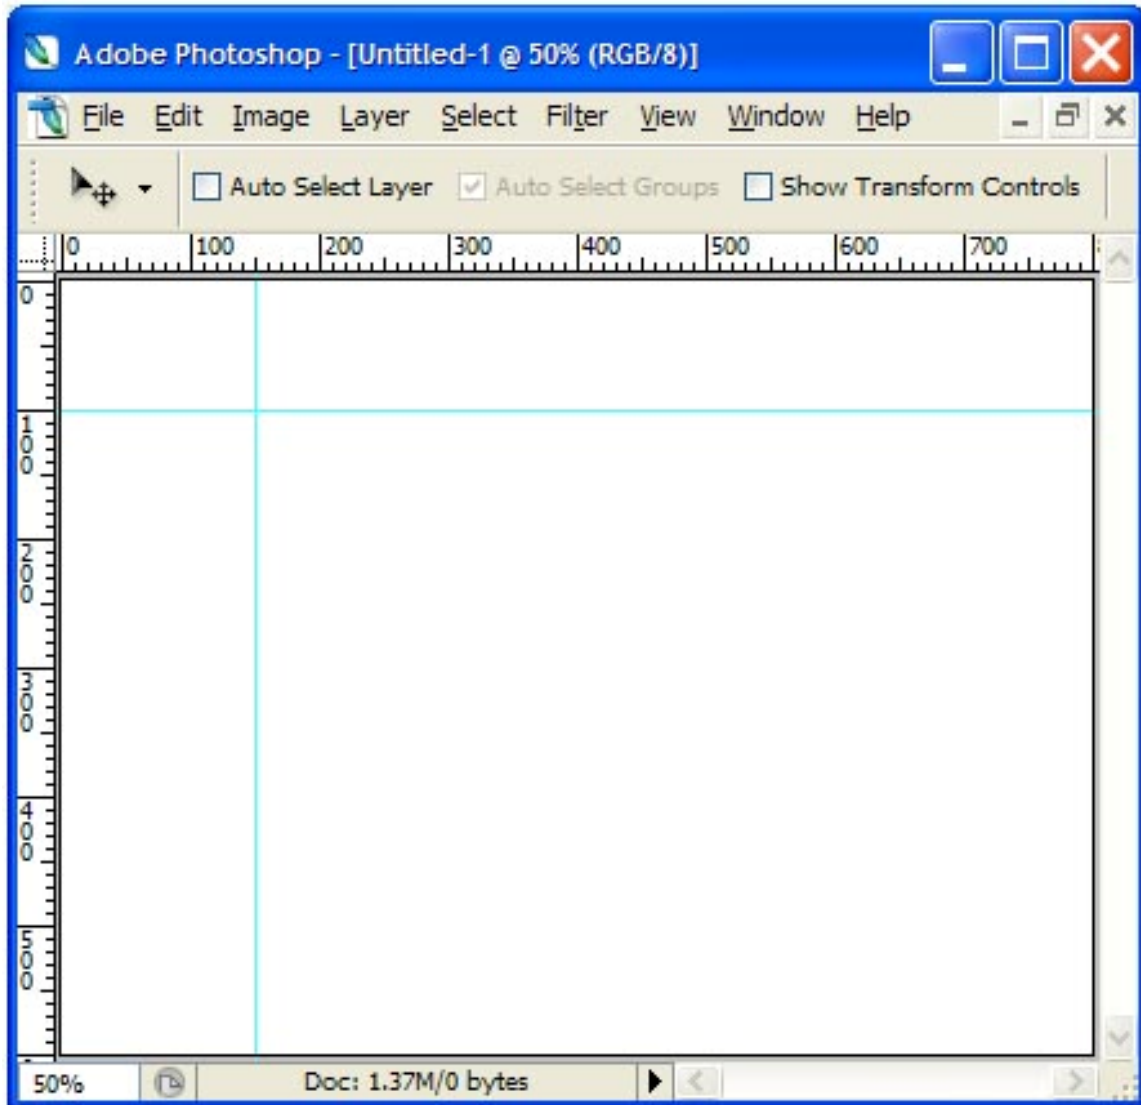 Adobe Photoshop - [Untitled-1 @ 50% (RGB/8)]
File Edit Image Layer Select Filter View Window Help
Auto Select Layer Auto Select Groups Show Transform Controls
0 100 200 300 400 500 600 700
0
100
200
300
400
500
50% Doc: 1.37M/0 bytes